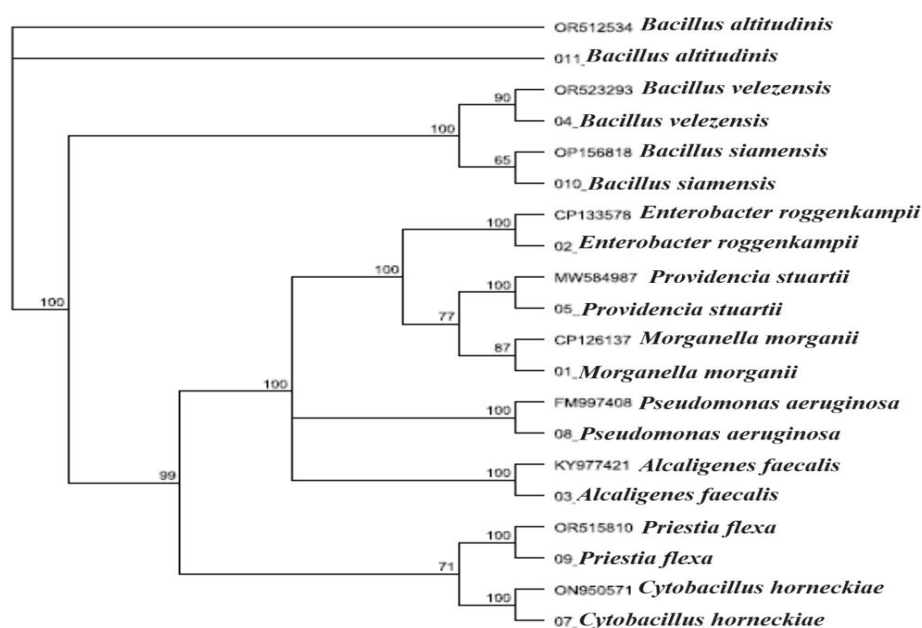 OR512534 Bacillus altitudinis
011_Bacillus altitudinis
OR523293 Bacillus velezensis
90
04_Bacillus velezensis
100
OP156818 Bacillus siamensis
65
010_Bacillus siamensis
CP133578 Enterobacter roggenkampii
100
02_Enterobacter roggenkampii
100
MW584987 Providencia stuartii
100
05_Providencia stuartii
100
77
CP126137 Morganella morganii
87
01_Morganella morganii
100
FM997408 Pseudomonas aeruginosa
100
08_Pseudomonas aeruginosa
KY977421 Alcaligenes faecalis
99
100
03_Alcaligenes faecalis
OR515810 Priestia flexa
100
09_Priestia flexa
71
ON950571 Cytobacillus horneckiae
100
07_Cytobacillus horneckiae